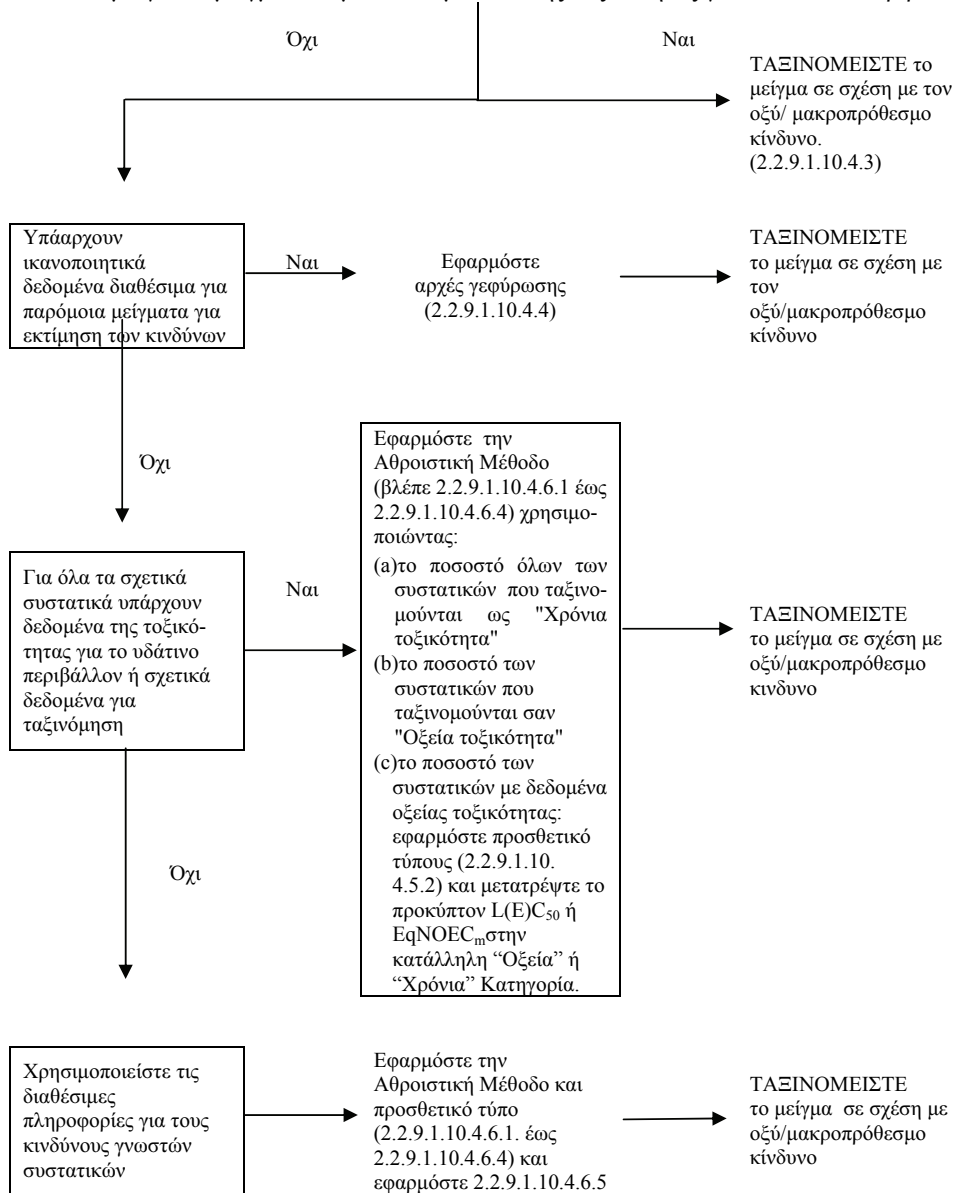 Όχι
Ναι
ΤΑΞΙΝΟΜΕΙΣΤΕ το
μείγμα σε σχέση με τον
οξύ/ μακροπρόθεσμο
κίνδυνο.
(2.2.9.1.10.4.3)
Υπάαρχουν
ικανοποιητικά
δεδομένα διαθέσιμα για
παρόμοια μείγματα για
εκτίμηση των κινδύνων
Ναι
Εφαρμόστε
αρχές γεφύρωσης
(2.2.9.1.10.4.4)
ΤΑΞΙΝΟΜΕΙΣΤΕ
το μείγμα σε σχέση με
τον
οξύ/μακροπρόθεσμο
κίνδυνο
Όχι
Για όλα τα σχετικά
συστατικά υπάρχουν
δεδομένα της τοξικό-
τητας για το υδάτινο
περιβάλλον ή σχετικά
δεδομένα για
ταξινόμηση
Ναι
Εφαρμόστε την
Αθροιστική Μέθοδο
(βλέπε 2.2.9.1.10.4.6.1 έως
2.2.9.1.10.4.6.4) χρησιμο-
ποιώντας:
(a)το ποσοστό όλων των
συστατικών που ταξινο-
μούνται ως "Χρόνια
τοξικότητα"
(b)το ποσοστό των
συστατικών που
ταξινομούνται σαν
"Οξεία τοξικότητα"
(c)το ποσοστό των
συστατικών με δεδομένα
οξείας τοξικότητας:
εφαρμόστε προσθετικό
τύπους (2.2.9.1.10.
4.5.2) και μετατρέψτε το
προκύπτον L(E)C₅₀ ή
EqNOECₘστην
κατάλληλη “Οξεία” ή
“Χρόνια” Κατηγορία.
ΤΑΞΙΝΟΜΕΙΣΤΕ
το μείγμα σε σχέση με
οξύ/μακροπρόθεσμο
κινδυνο
Όχι
Χρησιμοποιείστε τις
διαθέσιμες
πληροφορίες για τους
κινδύνους γνωστών
συστατικών
Εφαρμόστε την
Αθροιστική Μέθοδο και
προσθετικό τύπο
(2.2.9.1.10.4.6.1. έως
2.2.9.1.10.4.6.4) και
εφαρμόστε 2.2.9.1.10.4.6.5
ΤΑΞΙΝΟΜΕΙΣΤΕ
το μείγμα σε σχέση με
οξύ/μακροπρόθεσμο
κίνδυνο